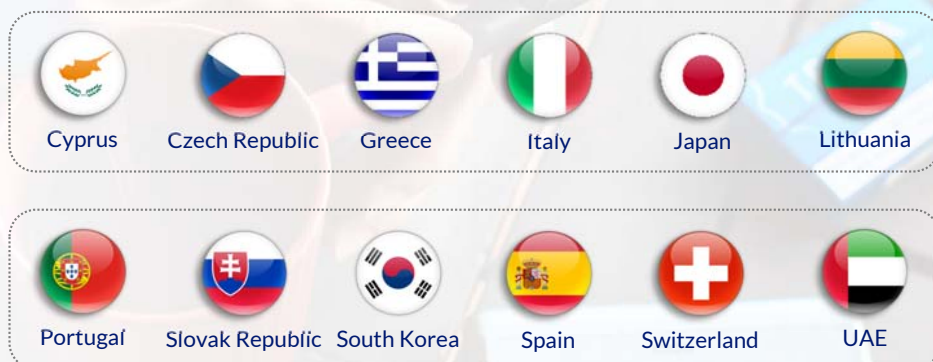 Cyprus Czech Republic Greece Italy Japan Lithuania
Portugal Slovak Republic South Korea Spain Switzerland UAE